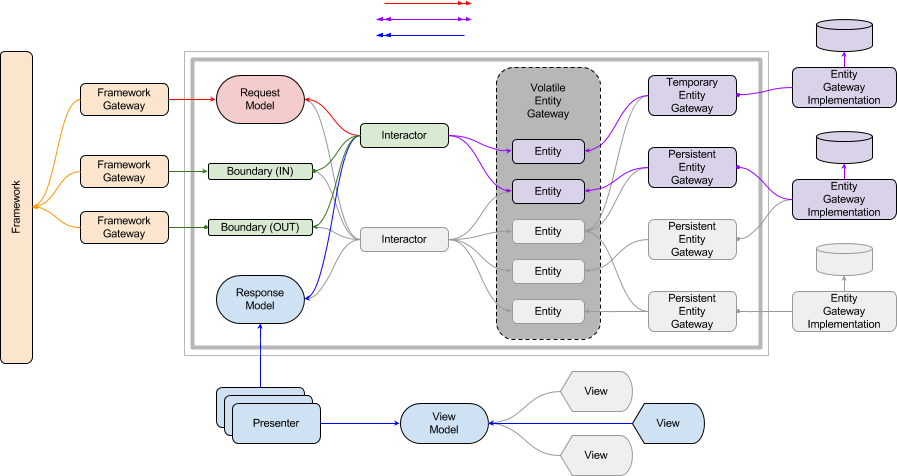 Framework
Framework
Gateway
Framework
Gateway
Framework
Gateway
Request
Model
Boundary (IN)
Boundary (OUT)
Response
Model
Interactor
Interactor
Volatile
Entity
Gateway
Entity
Entity
Entity
Entity
Entity
Temporary
Entity
Gateway
Persistent
Entity
Gateway
Persistent
Entity
Gateway
Persistent
Entity
Gateway
Entity
Gateway
Implementation
Entity
Gateway
Implementation
Entity
Gateway
Implementation
Presenter
View
Model
View
View
View